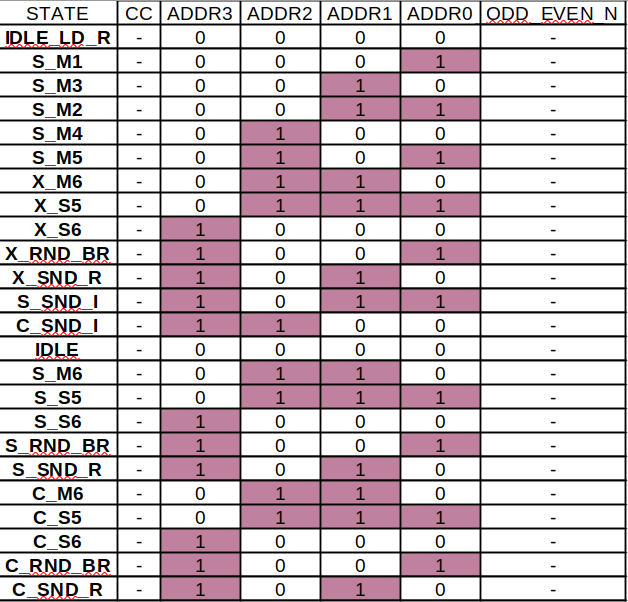 STATE CC ADDR3 ADDR2 ADDR1 ADDR0 ODD_EVEN_N
IDLE_LD_R - 0 0 0 0 -
S_M1 - 0 0 0 1 -
S_M3 - 0 0 1 0 -
S_M2 - 0 0 1 1 -
S_M4 - 0 1 0 0 -
S_M5 - 0 1 0 1 -
X_M6 - 0 1 1 0 -
X_S5 - 0 1 1 1 -
X_S6 - 1 0 0 0 -
X_RND_BR - 1 0 0 1 -
X_SND_R - 1 0 1 0 -
S_SND_I - 1 0 1 1 -
C_SND_I - 1 1 0 0 -
IDLE - 0 0 0 0 -
S_M6 - 0 1 1 0 -
S_S5 - 0 1 1 1 -
S_S6 - 1 0 0 0 -
S_RND_BR - 1 0 0 1 -
S_SND_R - 1 0 1 0 -
C_M6 - 0 1 1 0 -
C_S5 - 0 1 1 1 -
C_S6 - 1 0 0 0 -
C_RND_BR - 1 0 0 1 -
C_SND_R - 1 0 1 0 -